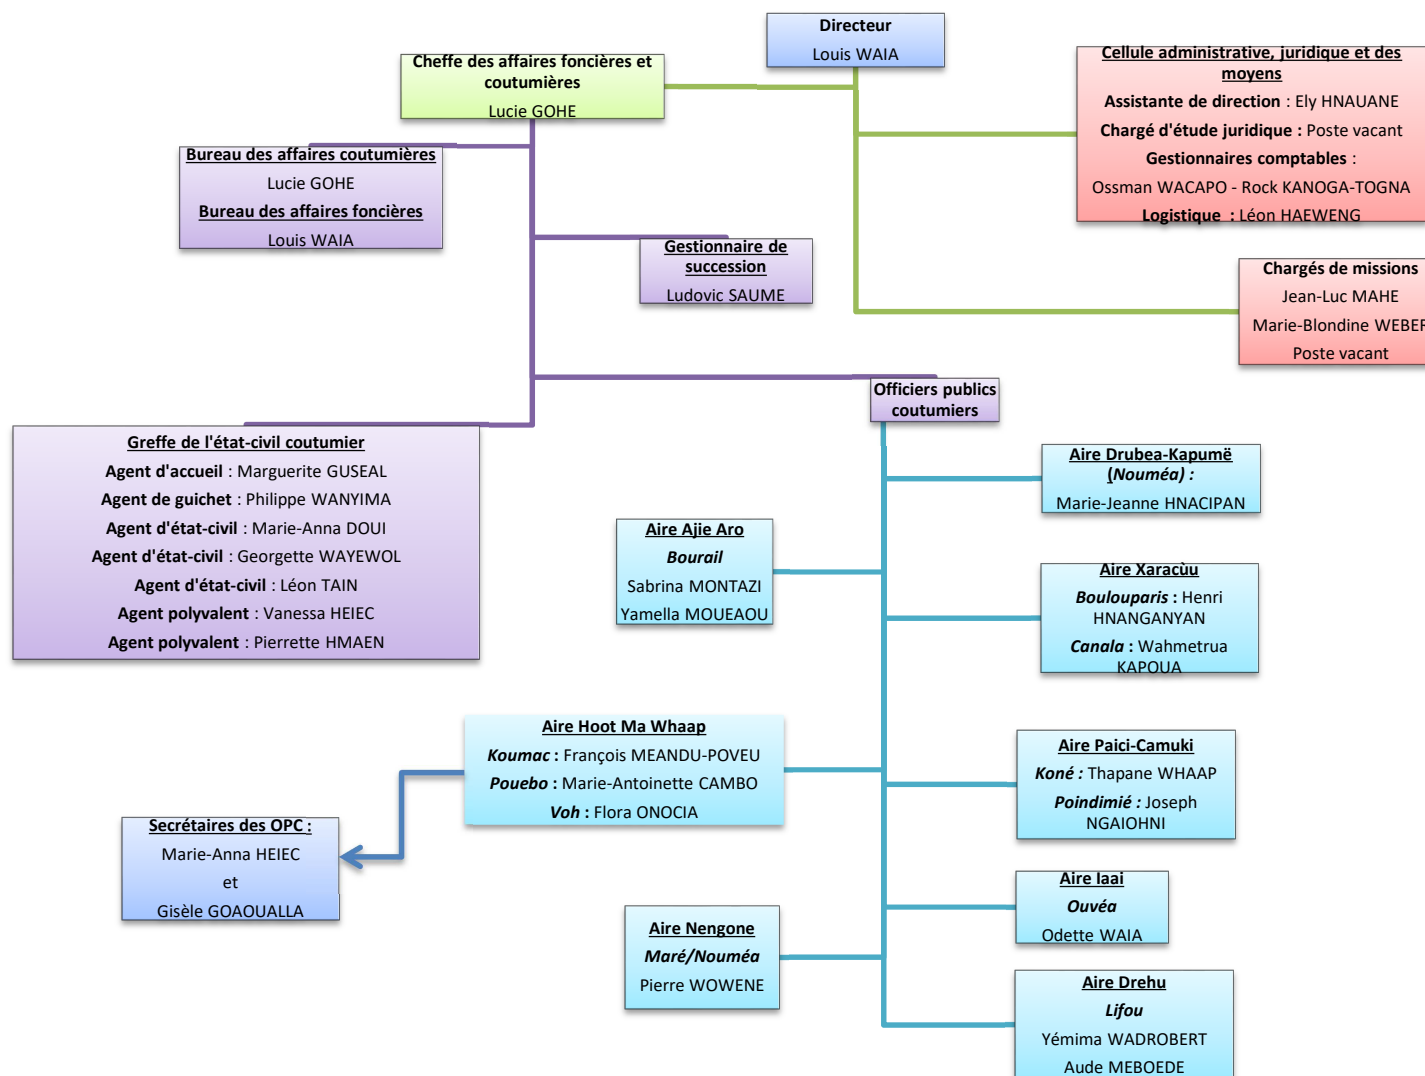 Directeur
Louis WAIA
Cheffe des affaires foncières et
coutumières
Lucie GOHE
Cellule administrative, juridique et des
moyens
Assistante de direction : Ely HNAUANE
Chargé d'étude juridique : Poste vacant
Gestionnaires comptables :
Ossman WACAPO - Rock KANOGA-TOGNA
Logistique : Léon HAEWENG
Bureau des affaires coutumières
Lucie GOHE
Bureau des affaires foncières
Louis WAIA
Gestionnaire de
succession
Ludovic SAUME
Chargés de missions
Jean-Luc MAHE
Marie-Blondine WEBER
Poste vacant
Officiers publics
coutumiers
Greffe de l'état-civil coutumier
Agent d'accueil : Marguerite GUSEAL
Agent de guichet : Philippe WANYIMA
Agent d'état-civil : Marie-Anna DOUI
Agent d'état-civil : Georgette WAYEWOL
Agent d'état-civil : Léon TAIN
Agent polyvalent : Vanessa HEIEC
Agent polyvalent : Pierrette HMAEN
Aire Drubea-Kapumë
(Nouméa) :
Marie-Jeanne HNACIPAN
Aire Ajie Aro
Bourail
Sabrina MONTAZI
Yamella MOUEAOU
Aire Xaracùu
Boulouparis : Henri
HNANGANYAN
Canala : Wahmetrua
KAPOUA
Aire Hoot Ma Whaap
Koumac : François MEANDU-POVEU
Pouebo : Marie-Antoinette CAMBO
Voh : Flora ONOCIA
Aire Paici-Camuki
Koné : Thapane WHAAP
Poindimié : Joseph
NGAIOHNI
Secrétaires des OPC :
Marie-Anna HEIEC
et
Gisèle GOAOUALLA
Aire Iaai
Ouvéa
Odette WAIA
Aire Nengone
Maré/Nouméa
Pierre WOWENE
Aire Drehu
Lifou
Yémima WADROBERT
Aude MEBOEDE